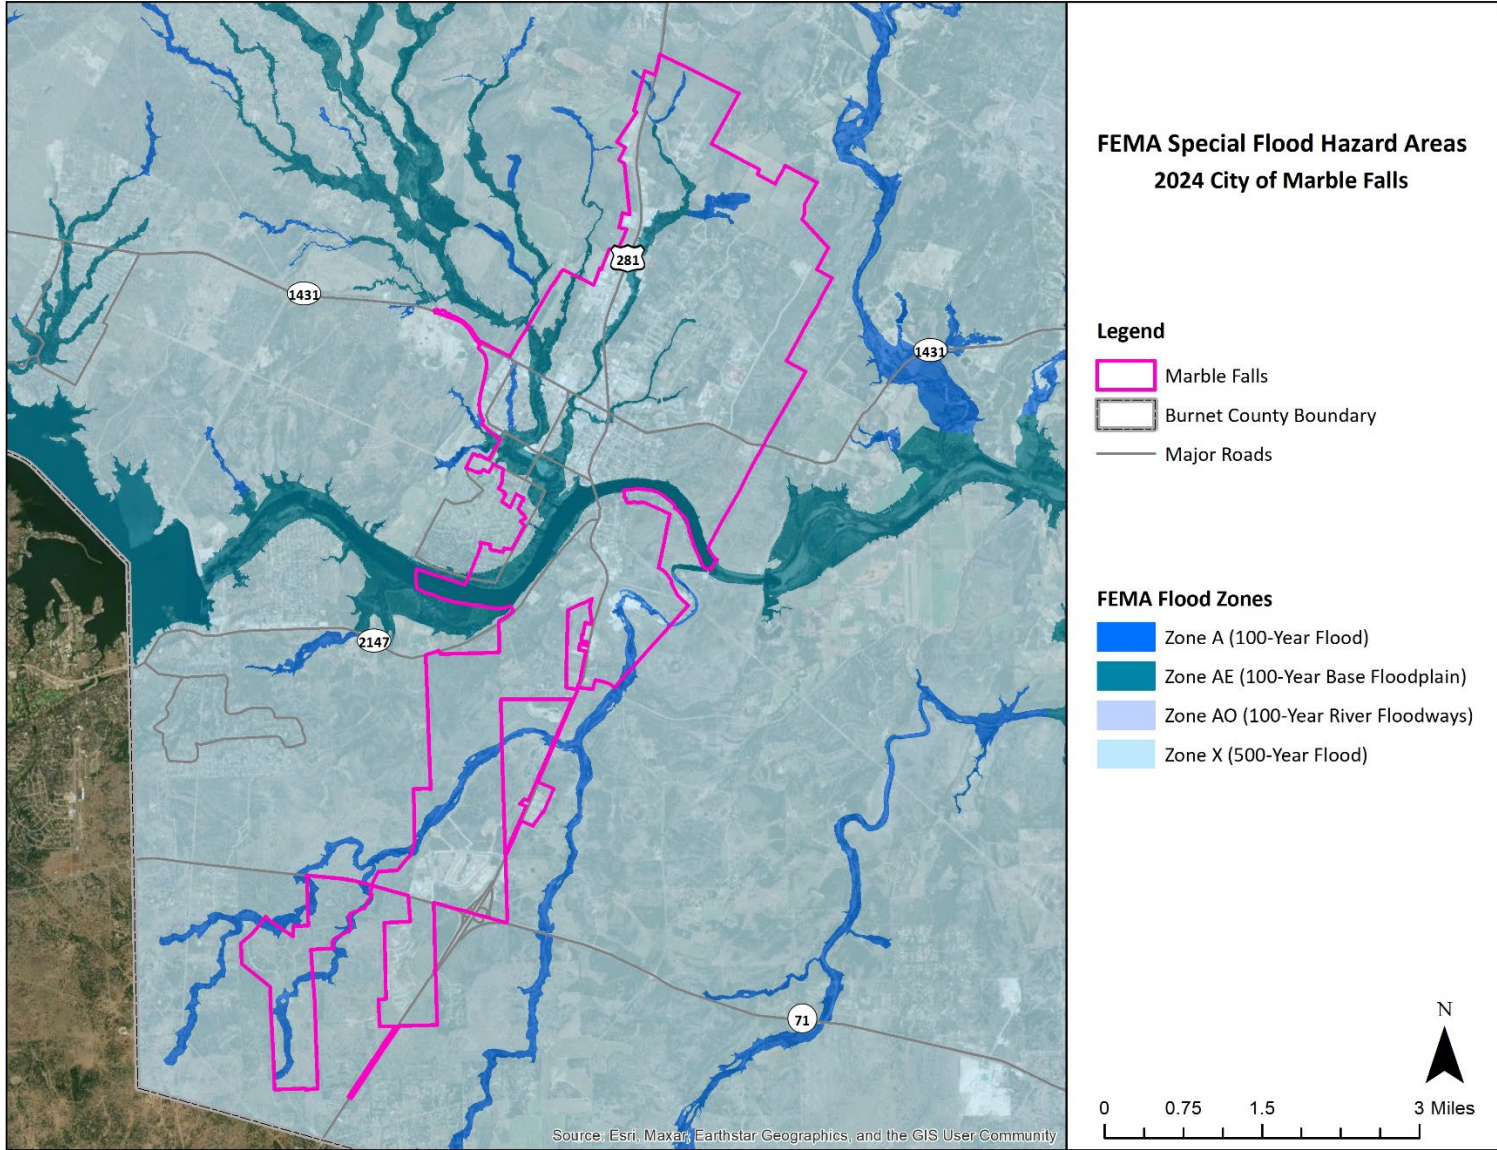 FEMA Special Flood Hazard Areas
2024 City of Marble Falls
281
1431
1431
2147
71
Legend
Marble Falls
Burnet County Boundary
Major Roads
FEMA Flood Zones
Zone A (100-Year Flood)
Zone AE (100-Year Base Floodplain)
Zone AO (100-Year River Floodways)
Zone X (500-Year Flood)
N
0 0.75 1.5 3 Miles
Source: Esri, Maxar, Earthstar Geographics, and the GIS User Community